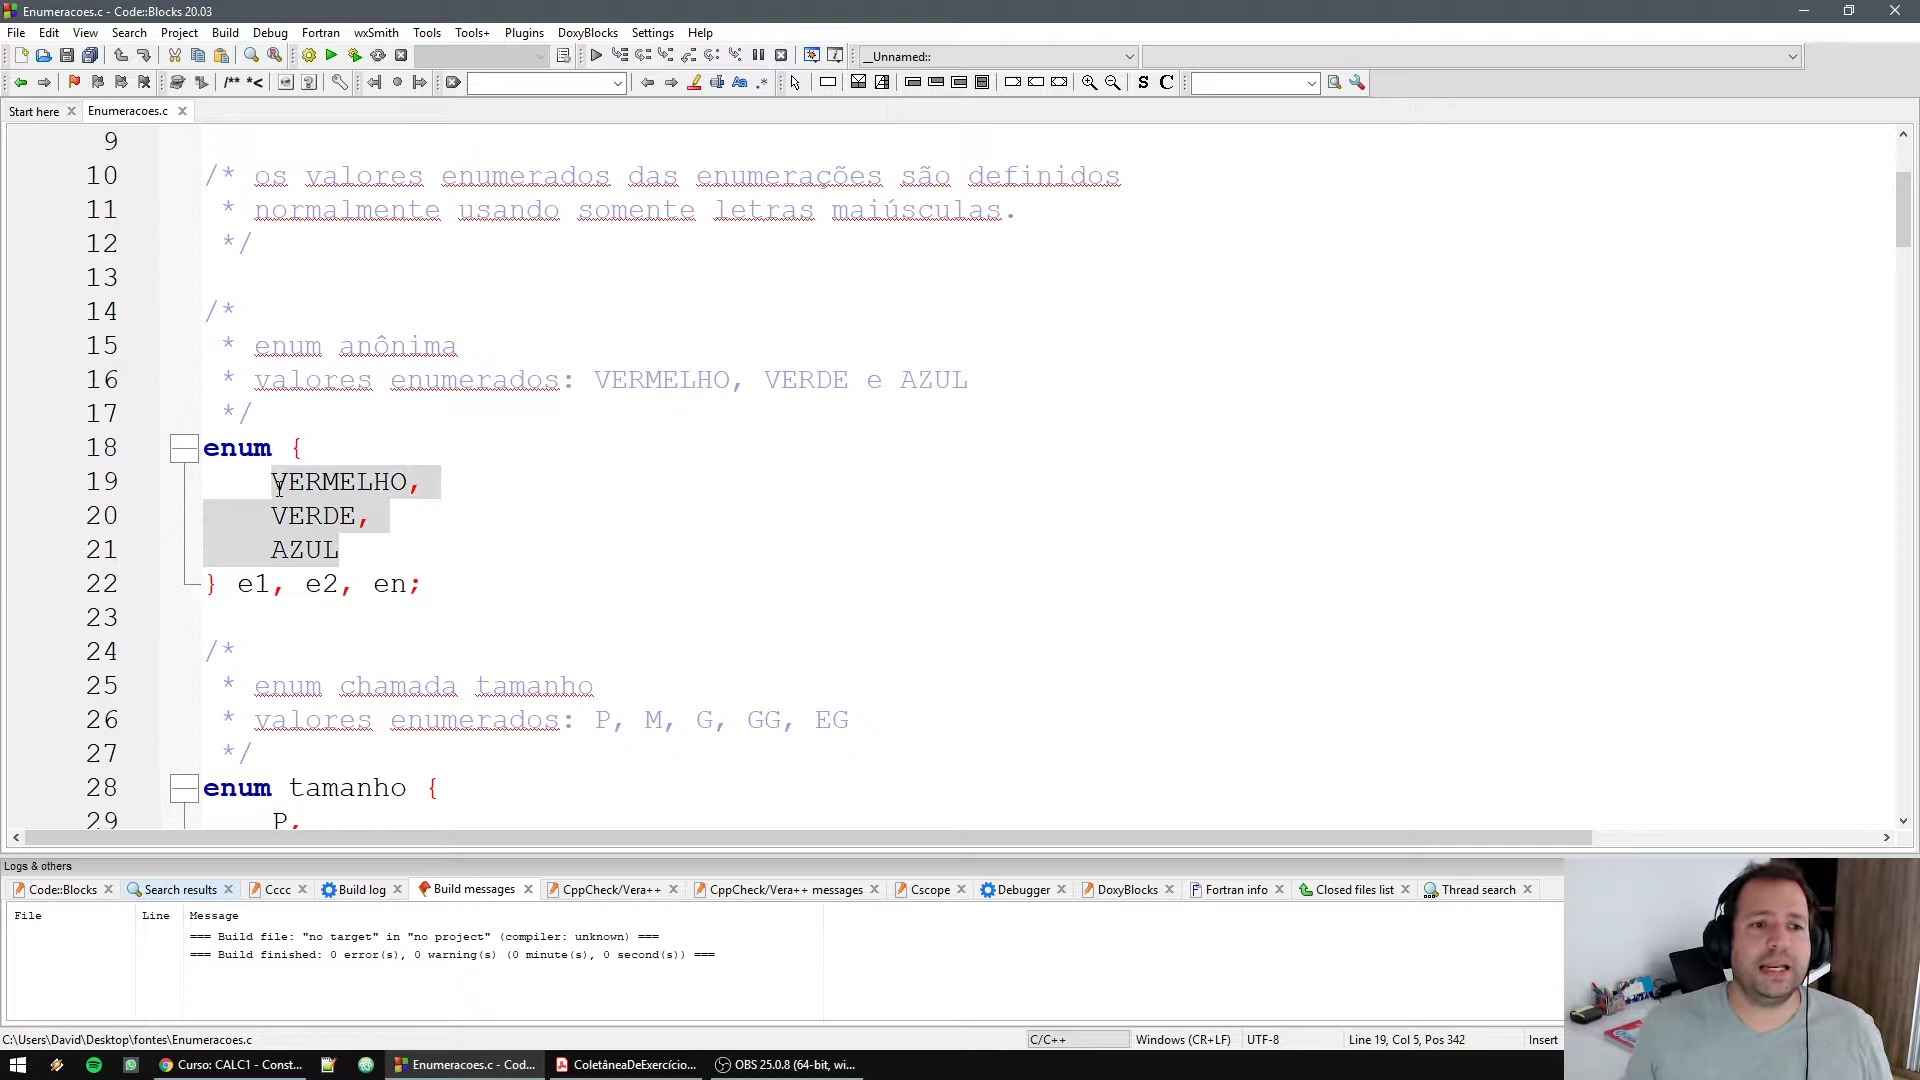 Enumeracoes.c - Code::Blocks 20.03
File Edit View Search Project Build Debug Fortran wxSmith Tools Tools+ Plugins DoxyBlocks Settings Help
__Unnamed::
/** *< Aa .* S C
Start here Enumeracoes.c
9
10 /* os valores enumerados das enumerações são definidos
11 * normalmente usando somente letras maiúsculas.
12 */
13
14 /*
15 * enum anônima
16 * valores enumerados: VERMELHO, VERDE e AZUL
17 */
18 enum {
19 VERMELHO,
20 VERDE,
21 AZUL
22 } e1, e2, en;
23
24 /*
25 * enum chamada tamanho
26 * valores enumerados: P, M, G, GG, EG
27 */
28 enum tamanho {
29 P,
Logs & others
Code::Blocks Search results Cccc Build log Build messages CppCheck/Vera++ CppCheck/Vera++ messages Cscope Debugger DoxyBlocks Fortran info Closed files list Thread search
File Line Message
=== Build file: "no target" in "no project" (compiler: unknown) ===
=== Build finished: 0 error(s), 0 warning(s) (0 minute(s), 0 second(s)) ===
C:\Users\David\Desktop\fontes\Enumeracoes.c C/C++ Windows (CR+LF) UTF-8 Line 19, Col 5, Pos 342 Insert
Curso: CALC1 - Const... Enumeracoes.c - Cod... ColetâneaDeExercício... OBS 25.0.8 (64-bit, wi...